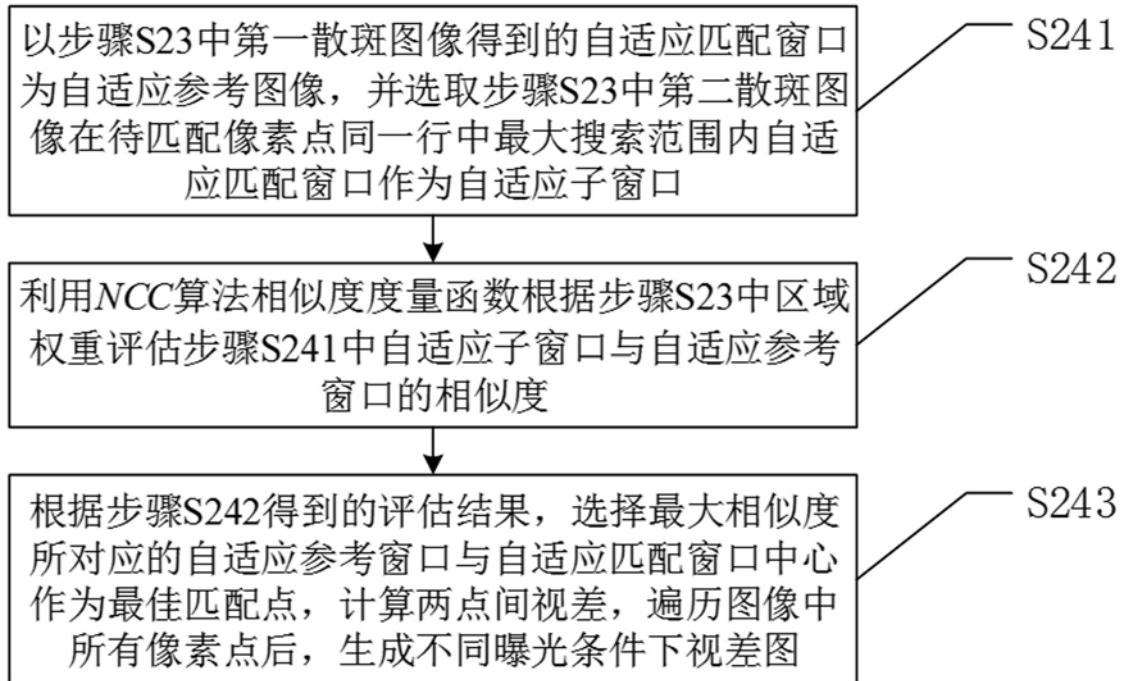 以步骤S23中第一散斑图像得到的自适应匹配窗口
为自适应参考图像，并选取步骤S23中第二散斑图
像在待匹配像素点同一行中最大搜索范围内自适
应匹配窗口作为自适应子窗口
S241
利用NCC算法相似度度量函数根据步骤S23中区域
权重评估步骤S241中自适应子窗口与自适应参考
窗口的相似度
S242
根据步骤S242得到的评估结果，选择最大相似度
所对应的自适应参考窗口与自适应匹配窗口中心
作为最佳匹配点，计算两点间视差，遍历图像中
所有像素点后，生成不同曝光条件下视差图
S243